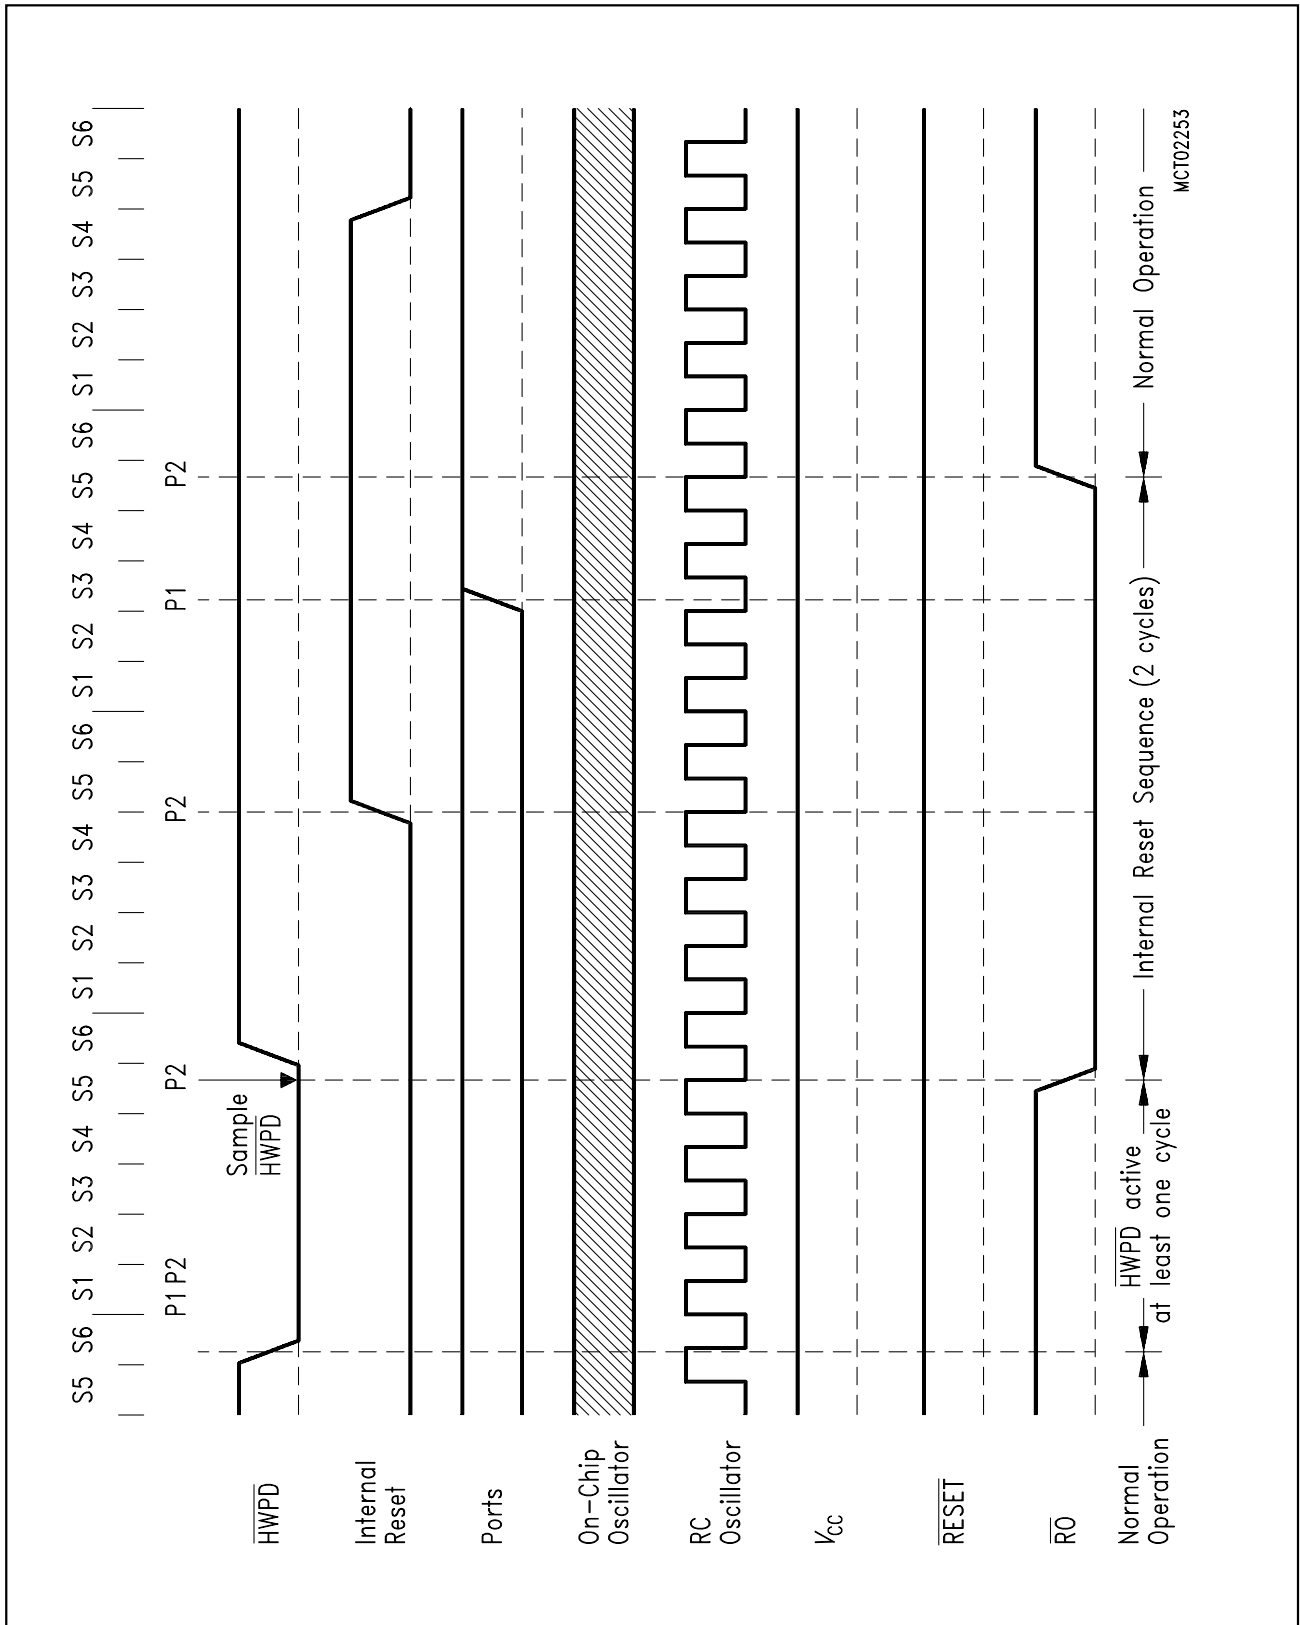 S5 S6 S1 S2 S3 S4 S5 S6 S1 S2 S3 S4 S5 S6 S1 S2 S3 S4 S5 S6 S1 S2 S3 S4 S5 S6
P1 P2 P2 P2 P1 P2
Sample
HWPD
HWPD
Internal
Reset
Ports
On-Chip
Oscillator
RC
Oscillator
VCC
RESET
RO
Normal
Operation
HWPD active
at least one cycle
Internal Reset Sequence (2 cycles)
Normal Operation
MCT02253